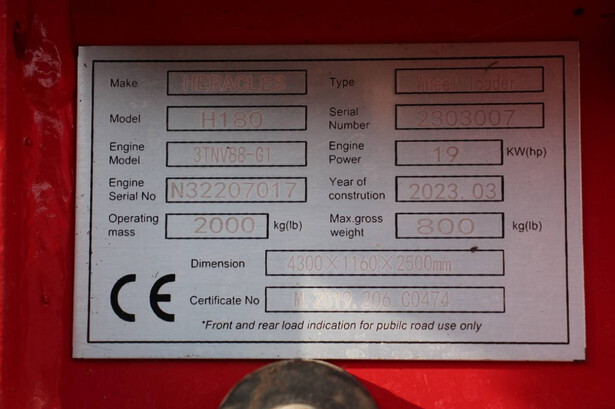 Make HERACLES Type Wheel loader
Model H180 Serial Number 2303007
Engine Model 3TNV88-G1 Engine Power 19 KW(hp)
Engine Serial No N32207017 Year of constrution 2023.03
Operating mass 2000 kg(lb) Max.gross weight 800 kg(lb)
Dimension 4300×1160×2500mm
CE Certificate No C0474
*Front and rear load indication for pubilc road use only